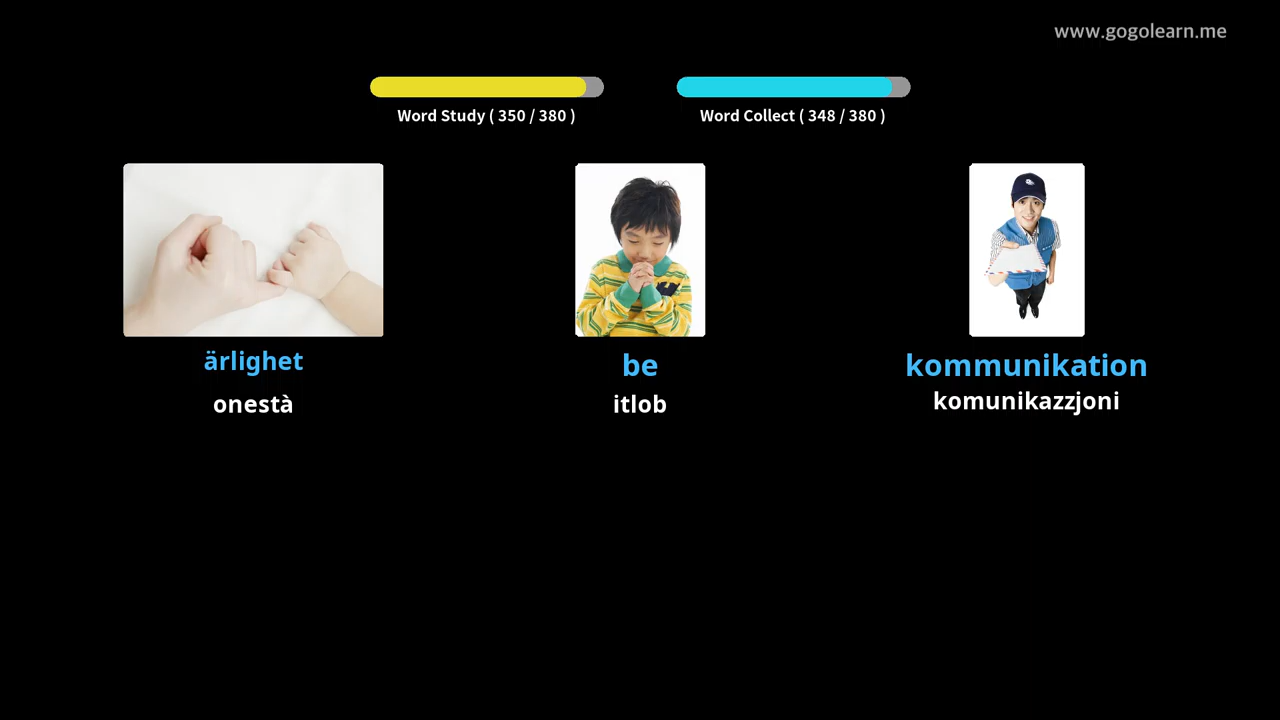 www.gogolearn.me
Word Study ( 350 / 380 )
Word Collect ( 348 / 380 )
ärlighet
onestà
be
itlob
kommunikation
komunikazzjoni